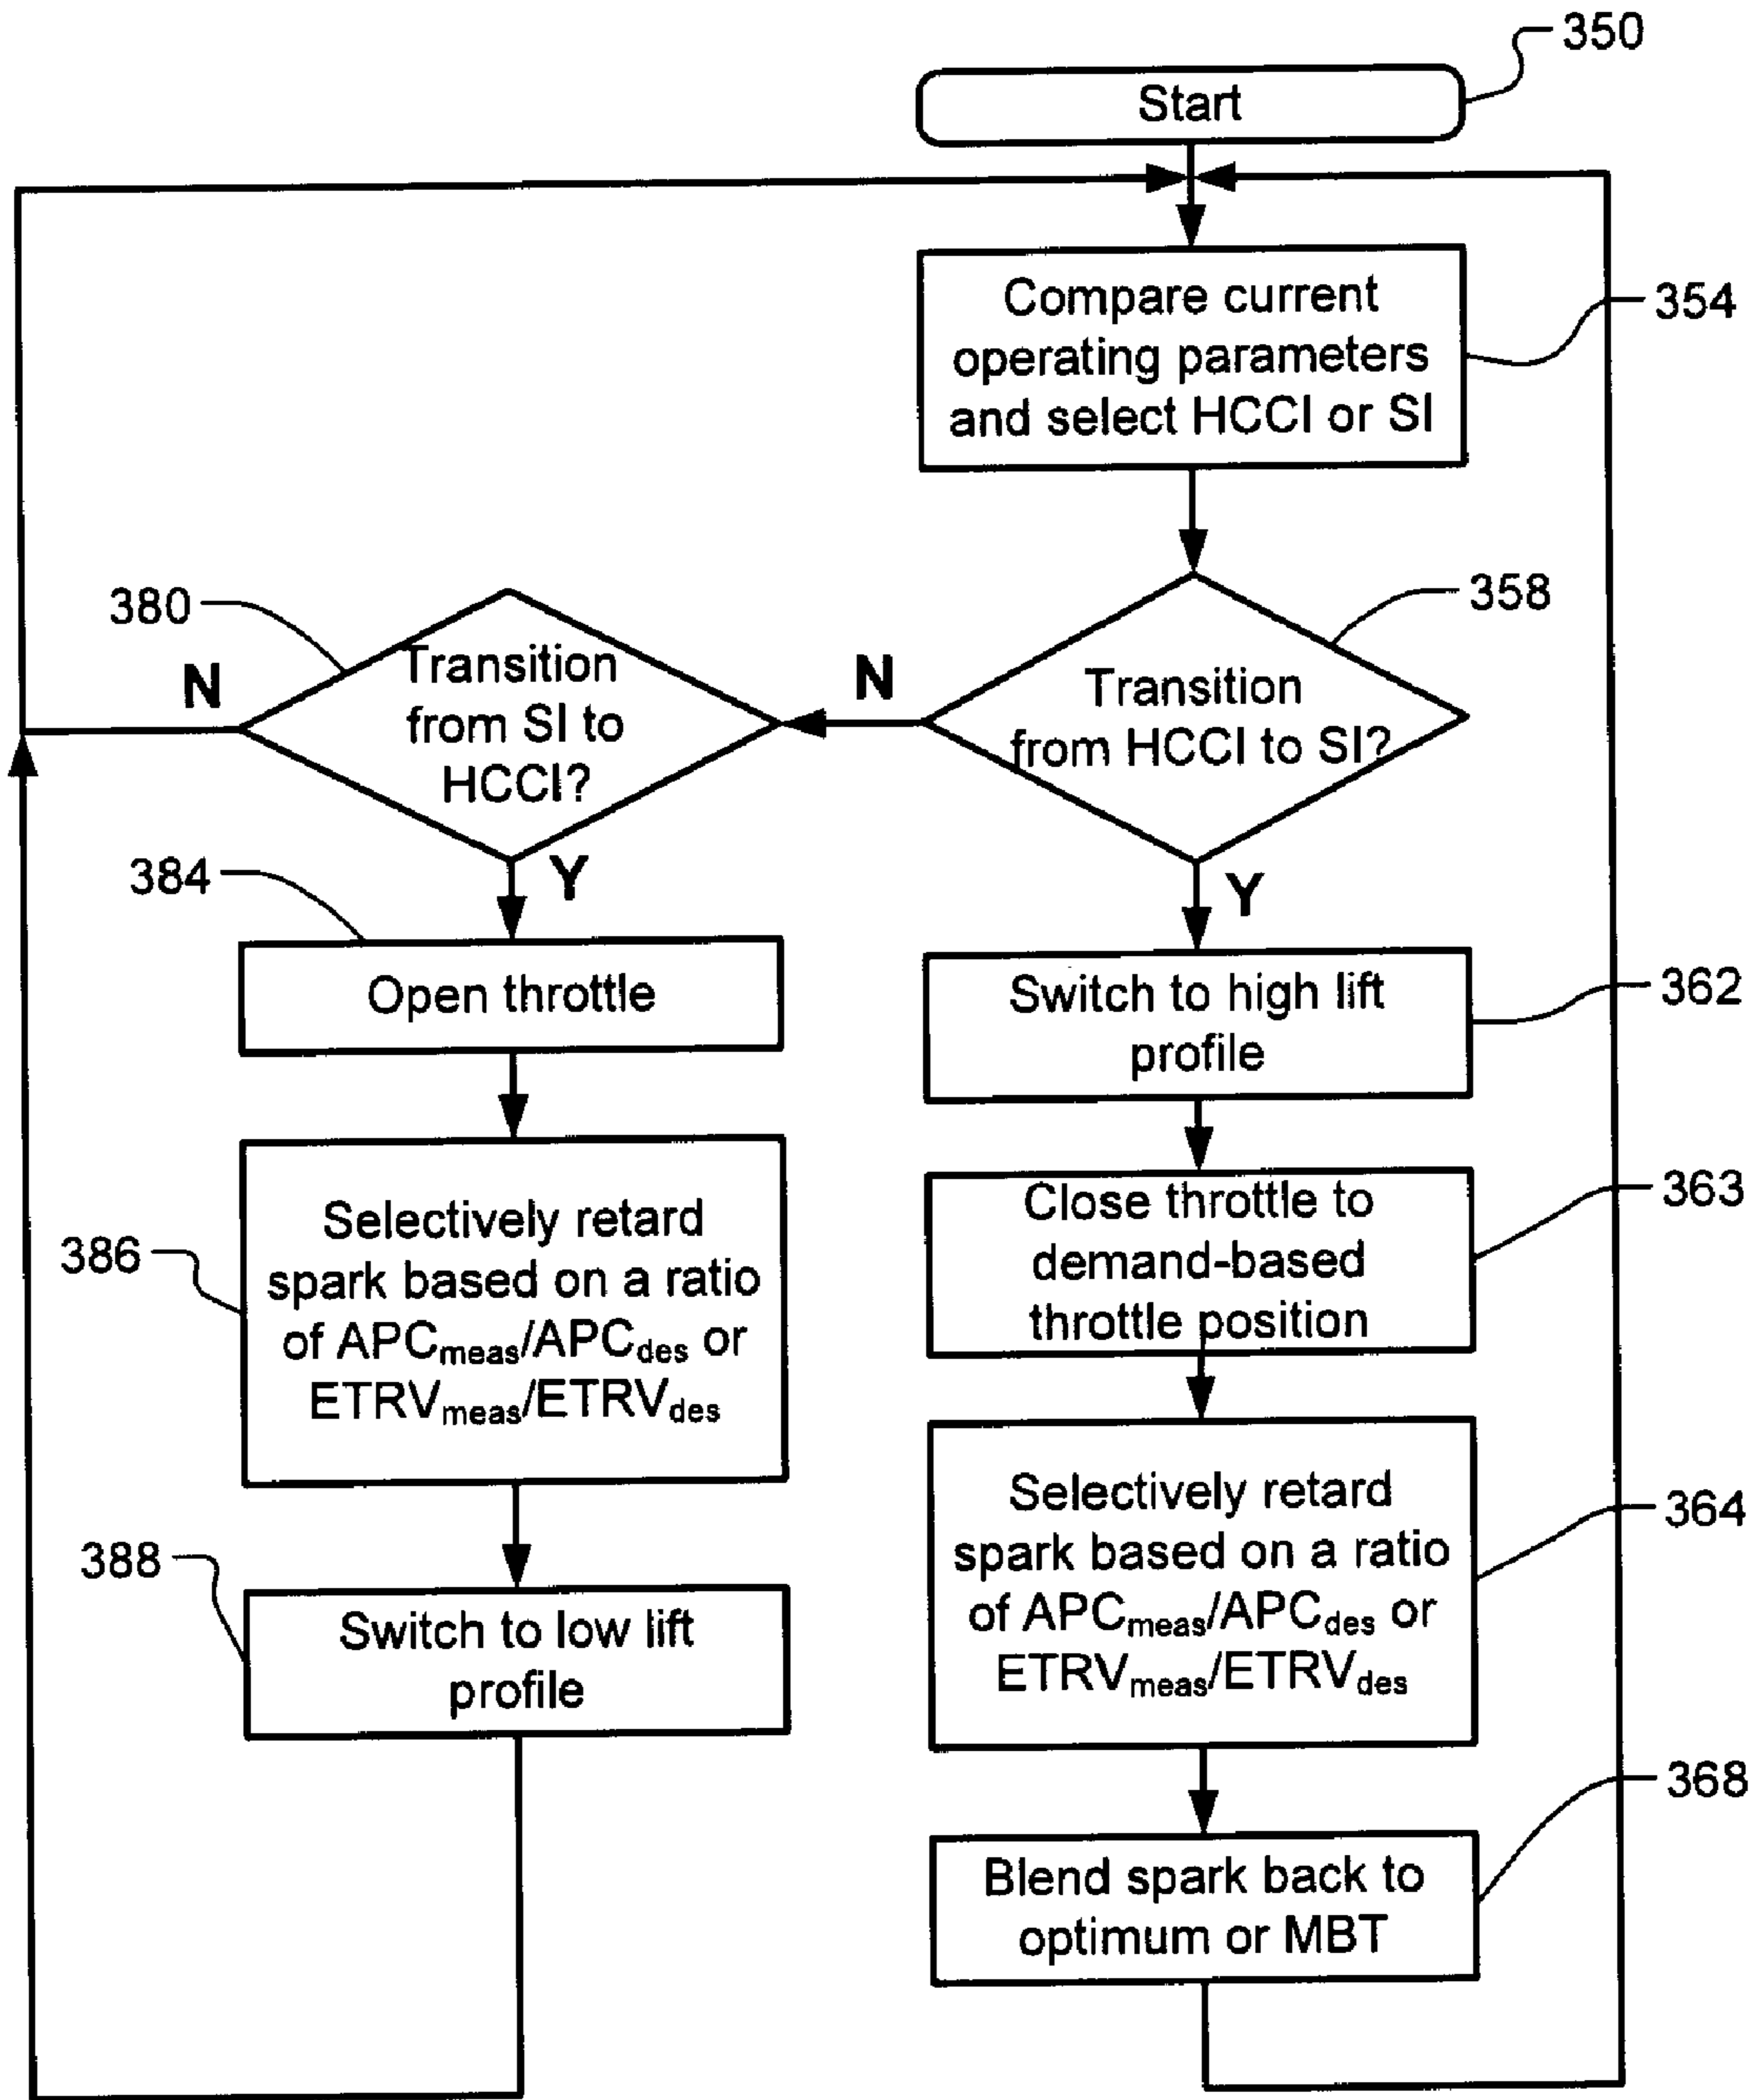 350
Start
Compare current
operating parameters
and select HCCI or SI
354
358
Transition
from HCCI to SI?
N
Y
380
Transition
from SI to
HCCI?
N
Y
384
Open throttle
Switch to high lift
profile
362
Close throttle to
demand-based
throttle position
363
386
Selectively retard
spark based on a ratio
of APCmeas/APCdes or
ETRVmeas/ETRVdes
Selectively retard
spark based on a ratio
of APCmeas/APCdes or
ETRVmeas/ETRVdes
364
388
Switch to low lift
profile
Blend spark back to
optimum or MBT
368